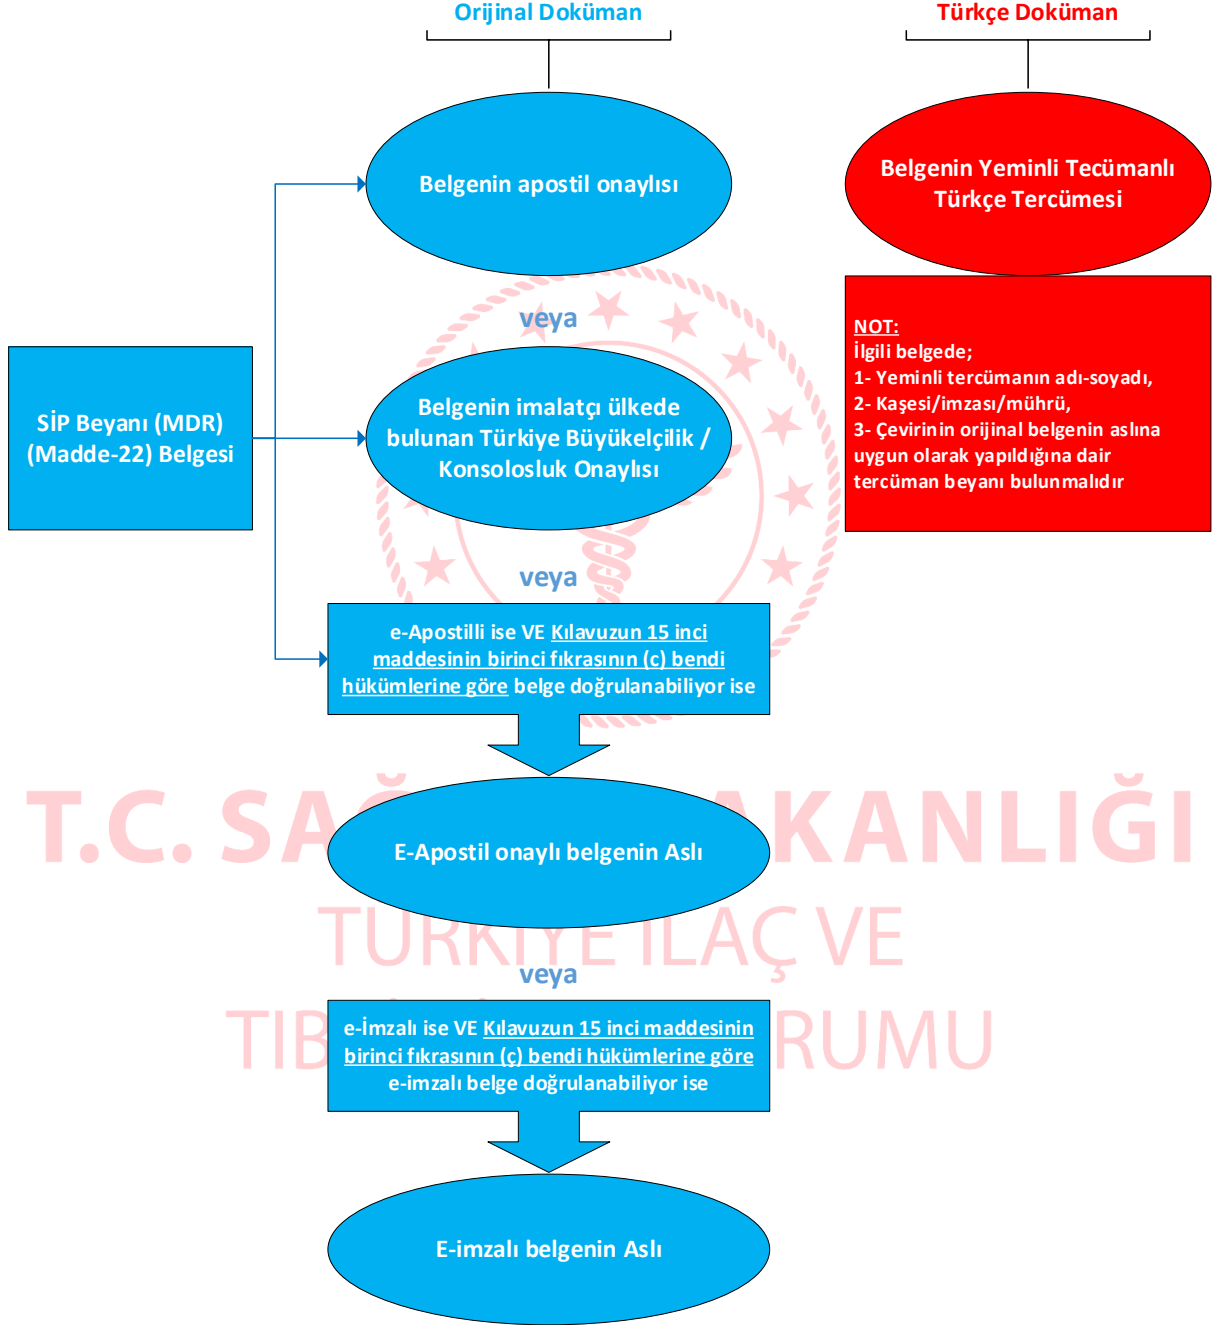 Orijinal Doküman
Türkçe Doküman
Belgenin apostil onaylısı
Belgenin Yeminli Tecümanlı
Türkçe Tercümesi
veya
NOT:
İlgili belgede;
1- Yeminli tercümanın adı-soyadı,
2- Kaşesi/imzası/mührü,
3- Çevirinin orijinal belgenin aslına
uygun olarak yapıldığına dair
tercüman beyanı bulunmalıdır
SİP Beyanı (MDR)
(Madde-22) Belgesi
Belgenin imalatçı ülkede
bulunan Türkiye Büyükelçilik /
Konsolosluk Onaylısı
veya
e-Apostilli ise VE Kılavuzun 15 inci
maddesinin birinci fıkrasının (c) bendi
hükümlerine göre belge doğrulanabiliyor ise
E-Apostil onaylı belgenin Aslı
veya
e-İmzalı ise VE Kılavuzun 15 inci maddesinin
birinci fıkrasının (ç) bendi hükümlerine göre
e-imzalı belge doğrulanabiliyor ise
E-imzalı belgenin Aslı
T.C. SAĞ AKANLIĞI
TÜRKİYE İLAÇ VE
TIB RUMU